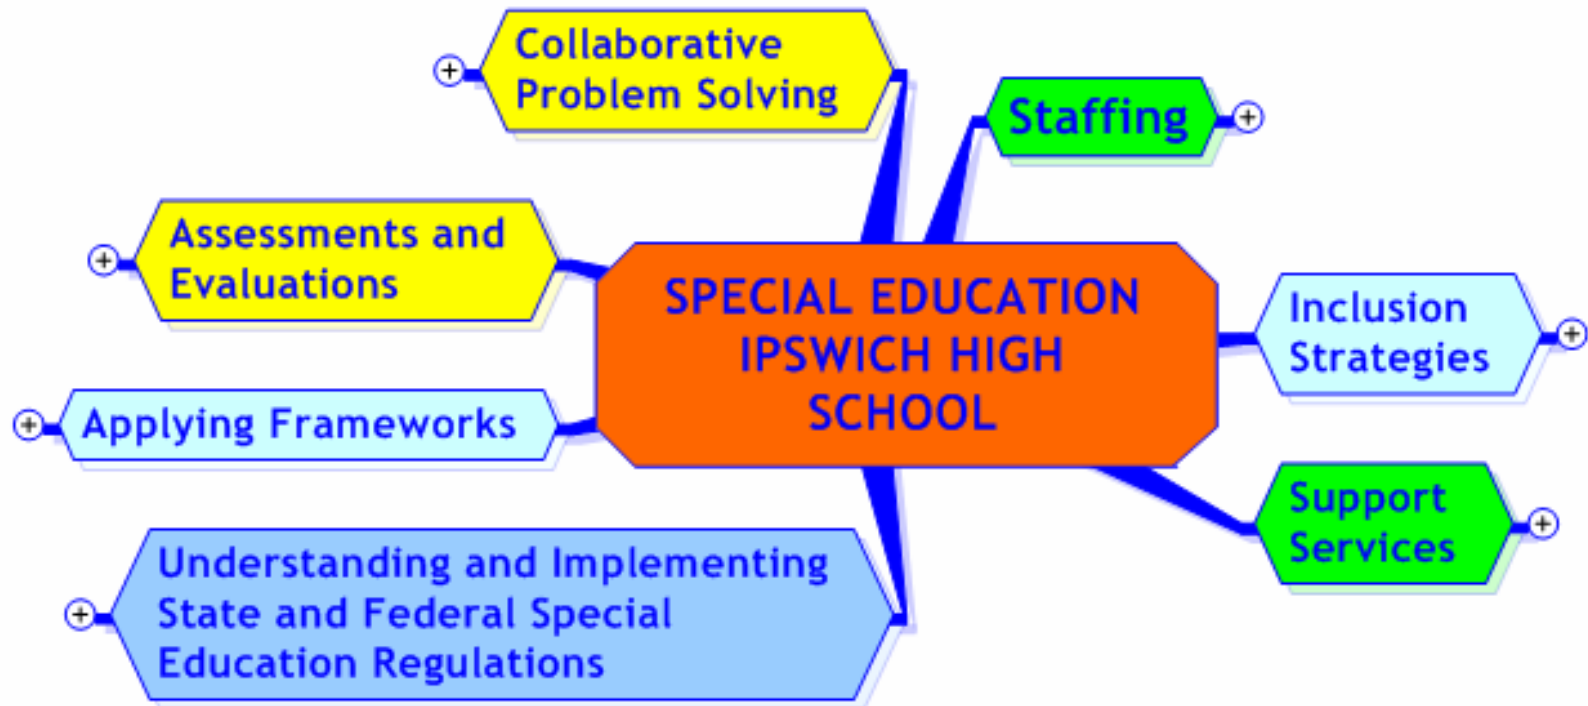 Collaborative
Problem Solving
Staffing
Assessments and
Evaluations
SPECIAL EDUCATION
IPSWICH HIGH
SCHOOL
Inclusion
Strategies
Applying Frameworks
Support
Services
Understanding and Implementing
State and Federal Special
Education Regulations